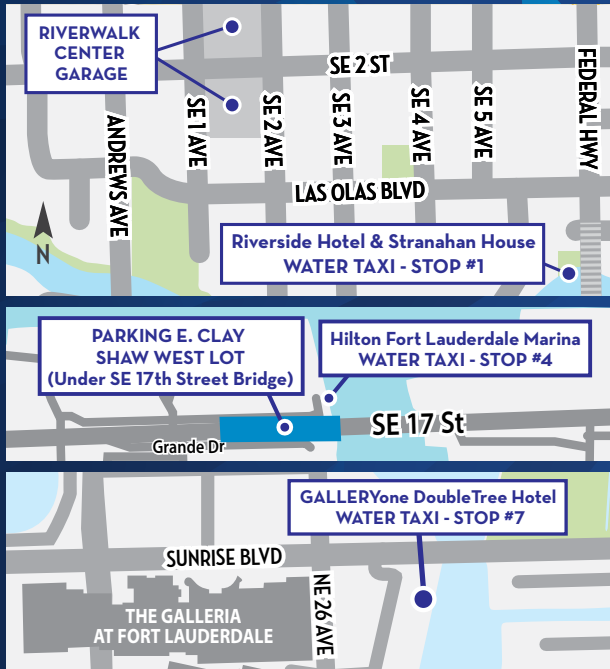 RIVERWALK
CENTER
GARAGE
SE 2 ST
FEDERAL HWY
ANDREWS AVE
SE 1 AVE
SE 2 AVE
SE 3 AVE
SE 4 AVE
SE 5 AVE
LAS OLAS BLVD
N
Riverside Hotel & Stranahan House
WATER TAXI - STOP #1
PARKING E. CLAY
SHAW WEST LOT
(Under SE 17th Street Bridge)
Hilton Fort Lauderdale Marina
WATER TAXI - STOP #4
SE 17 St
Grande Dr
GALLERYone DoubleTree Hotel
WATER TAXI - STOP #7
SUNRISE BLVD
NE 26 AVE
THE GALLERIA
AT FORT LAUDERDALE